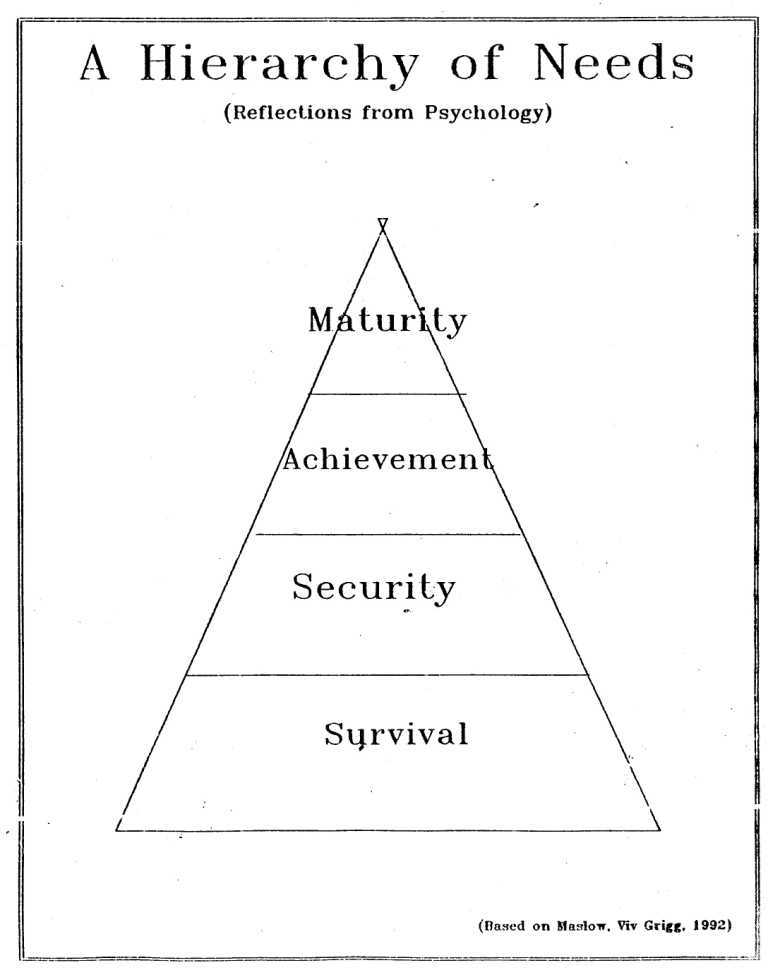 A Hierarchy of Needs
(Reflections from Psychology)
Maturity
Achievement
Security
Survival
(Based on Maslow, Viv Grigg, 1992)